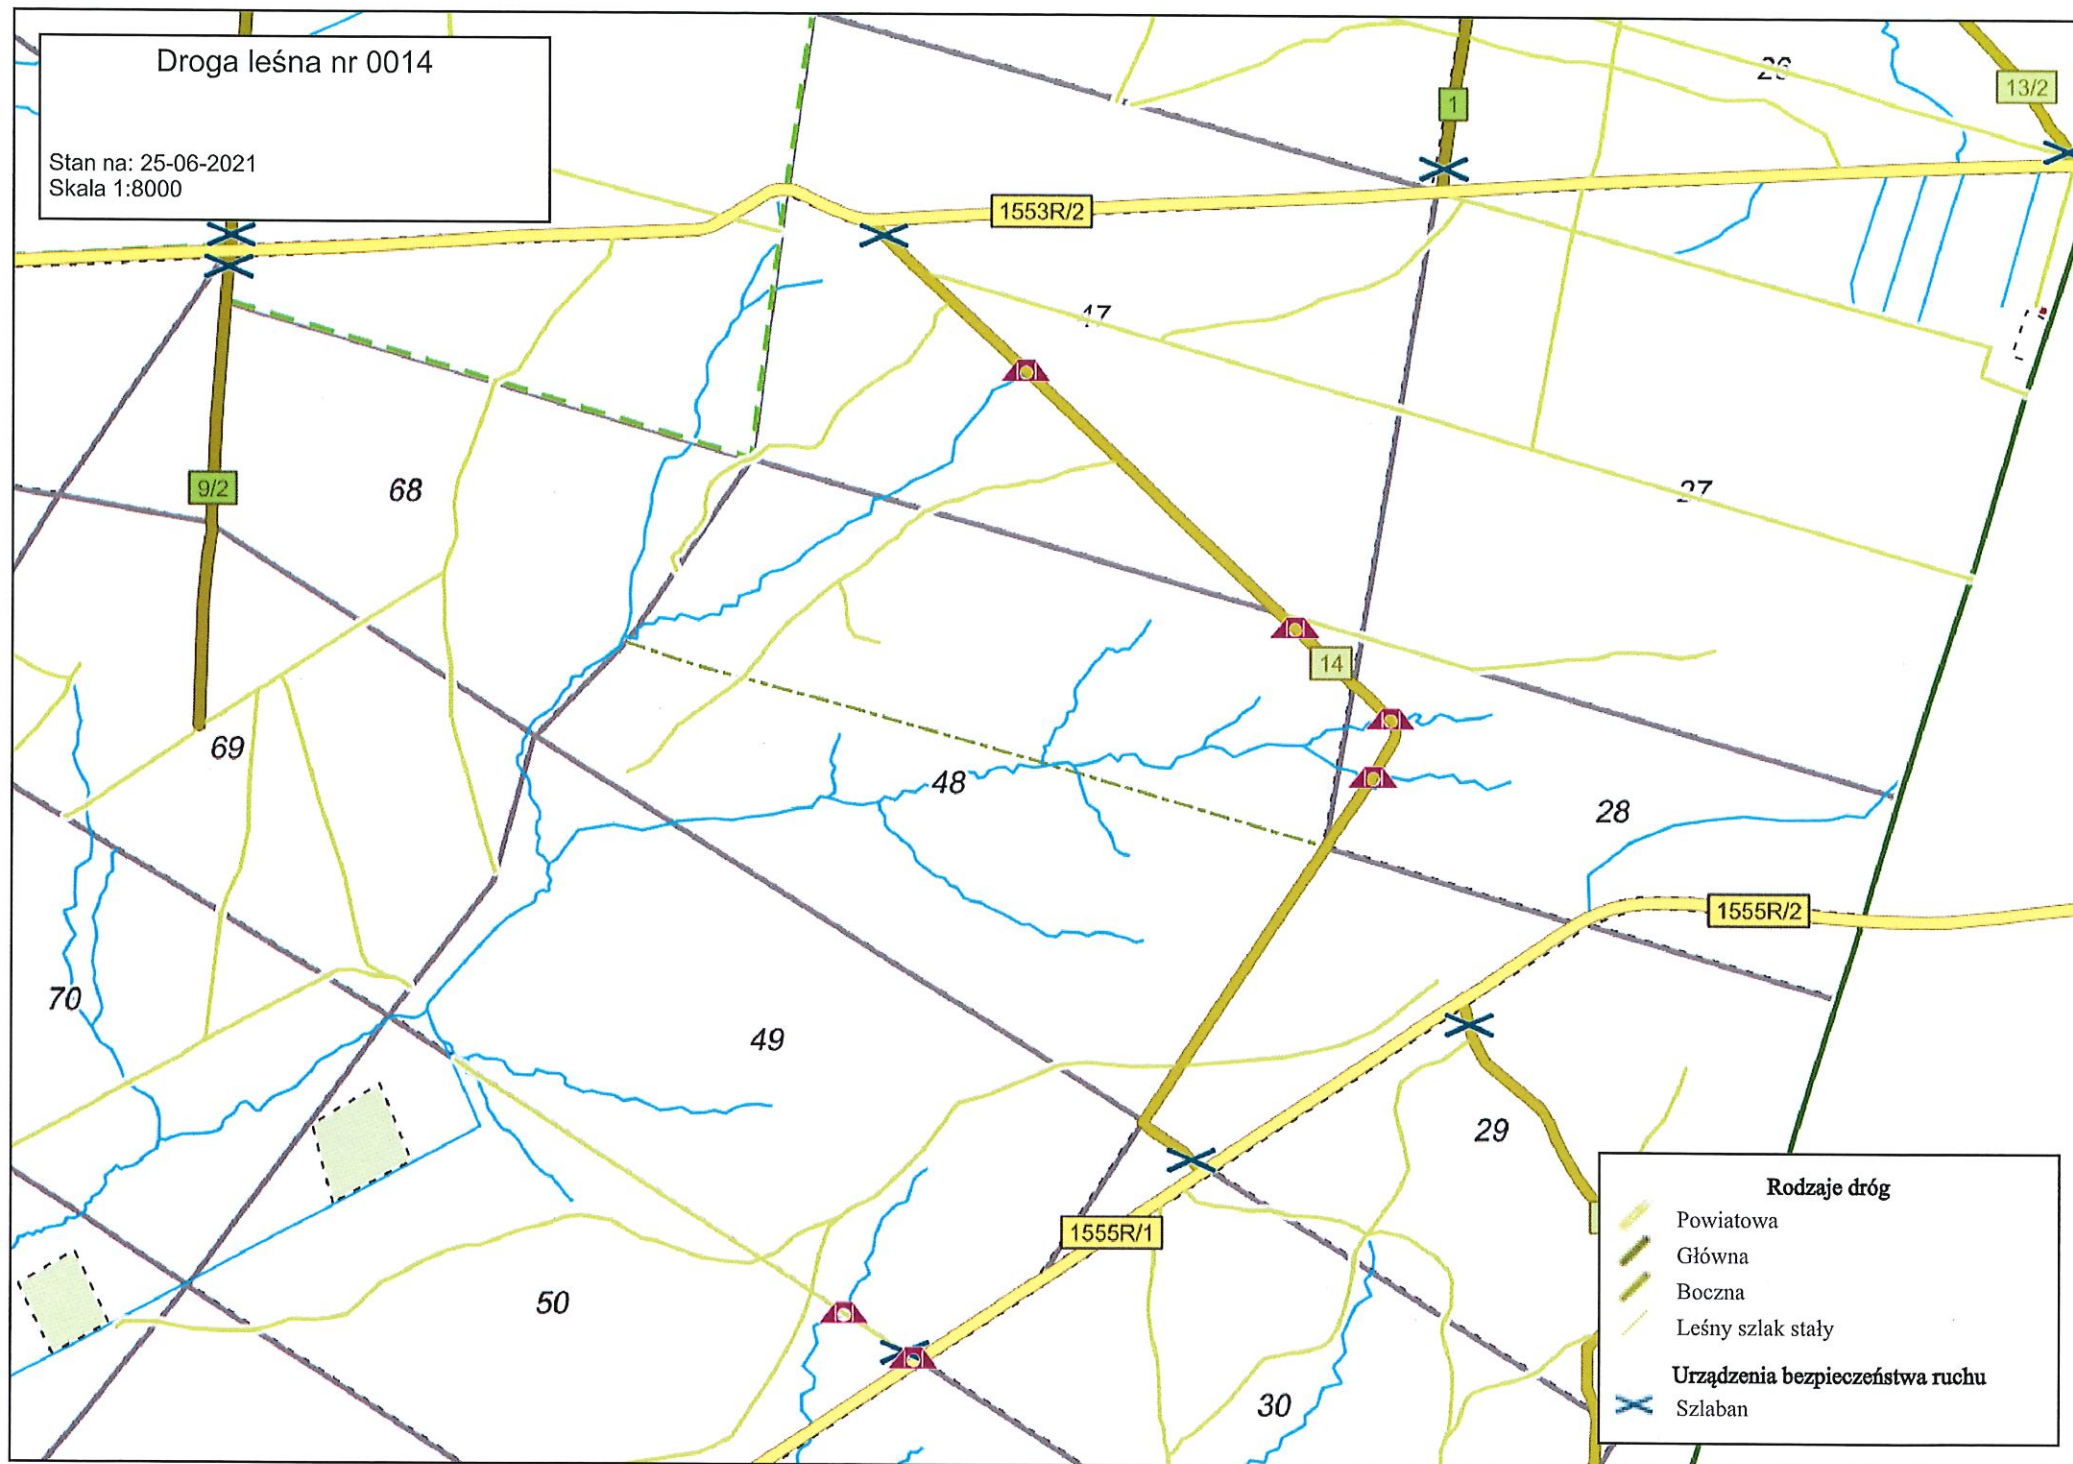 Droga leśna nr 0014
Stan na: 25-06-2021
Skala 1:8000
26
13/2
1
1553R/2
47
9/2
68
27
14
69
48
28
1555R/2
70
49
29
1555R/1
50
30
Rodzaje dróg
Powiatowa
Główna
Boczna
Leśny szlak stały
Urządzenia bezpieczeństwa ruchu
Szlaban